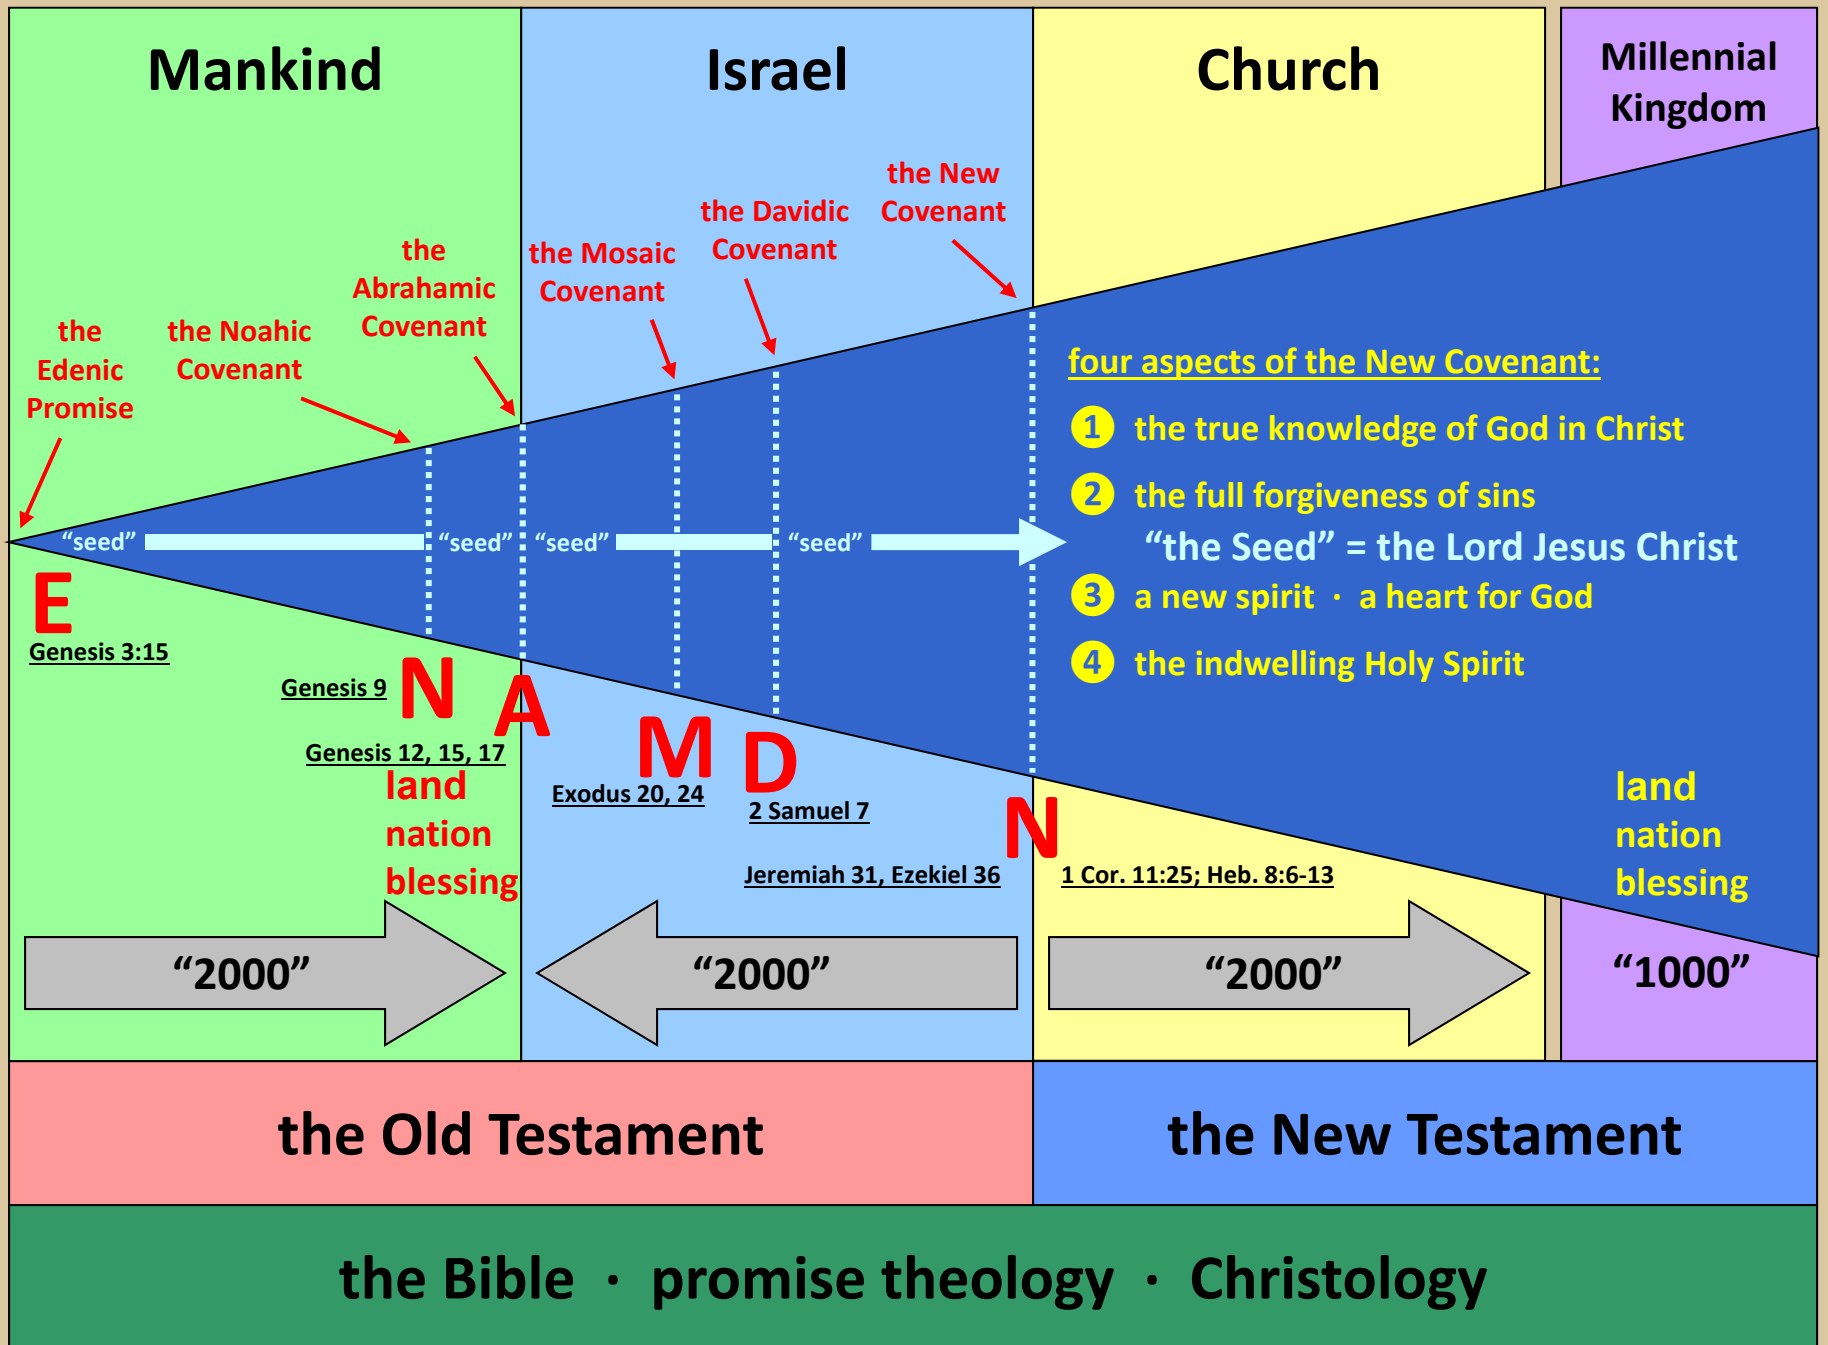 Mankind
Israel
Church
Millennial
Kingdom
the
Edenic
Promise
the Noahic
Covenant
the
Abrahamic
Covenant
the Mosaic
Covenant
the Davidic
Covenant
the New
Covenant
four aspects of the New Covenant:
1 the true knowledge of God in Christ
2 the full forgiveness of sins
“the Seed” = the Lord Jesus Christ
3 a new spirit · a heart for God
4 the indwelling Holy Spirit
“seed”
“seed”
“seed”
“seed”
E
Genesis 3:15
Genesis 9
N
A
Genesis 12, 15, 17
land
nation
blessing
M
Exodus 20, 24
D
2 Samuel 7
N
Jeremiah 31, Ezekiel 36
1 Cor. 11:25; Heb. 8:6-13
land
nation
blessing
“2000”
“2000”
“2000”
“1000”
the Old Testament
the New Testament
the Bible · promise theology · Christology